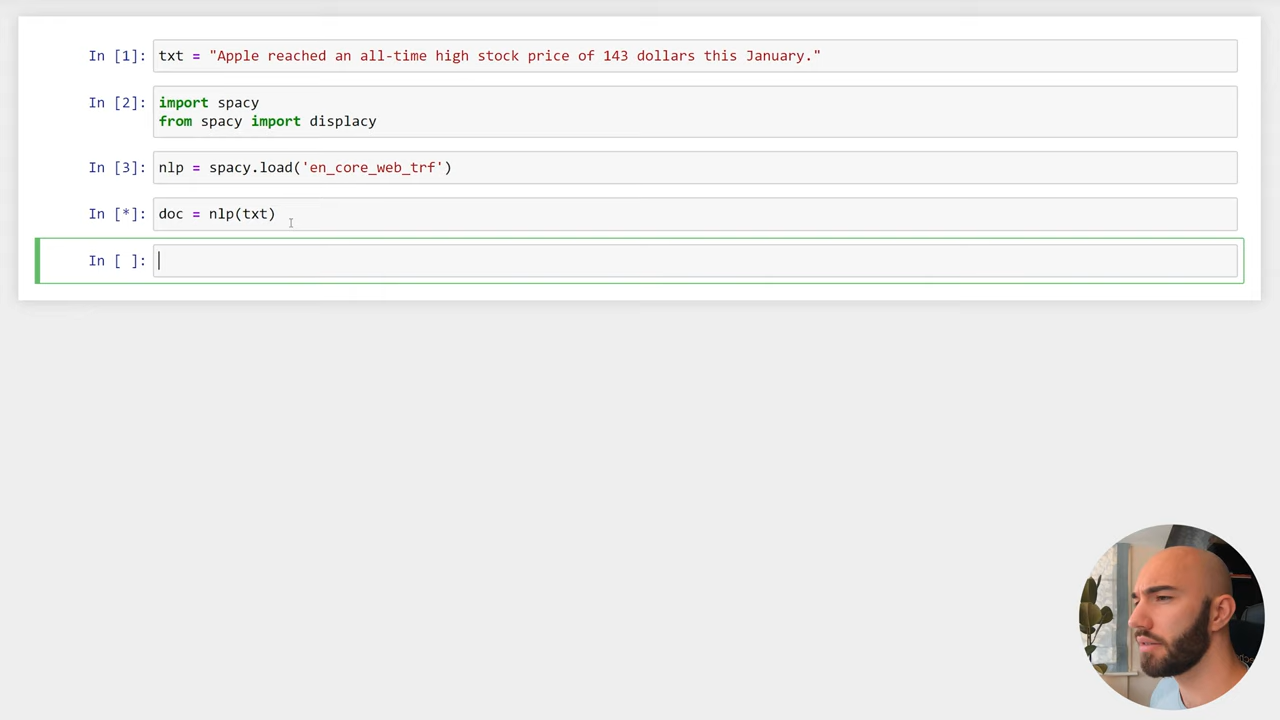 In [1]: txt = "Apple reached an all-time high stock price of 143 dollars this January."
In [2]: import spacy
from spacy import displacy
In [3]: nlp = spacy.load('en_core_web_trf')
In [*]: doc = nlp(txt)
In [ ]: